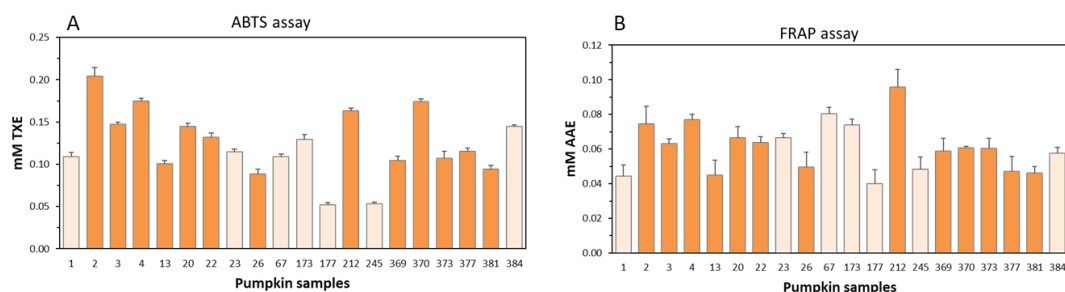 A
ABTS assay
mM TXE
0.25
0.20
0.15
0.10
0.05
0.00
1 2 3 4 13 20 22 23 26 67 173 177 212 245 369 370 373 377 381 384
Pumpkin samples
B
FRAP assay
mM AAE
0.12
0.10
0.08
0.06
0.04
0.02
0.00
1 2 3 4 13 20 22 23 26 67 173 177 212 245 369 370 373 377 381 384
Pumpkin samples